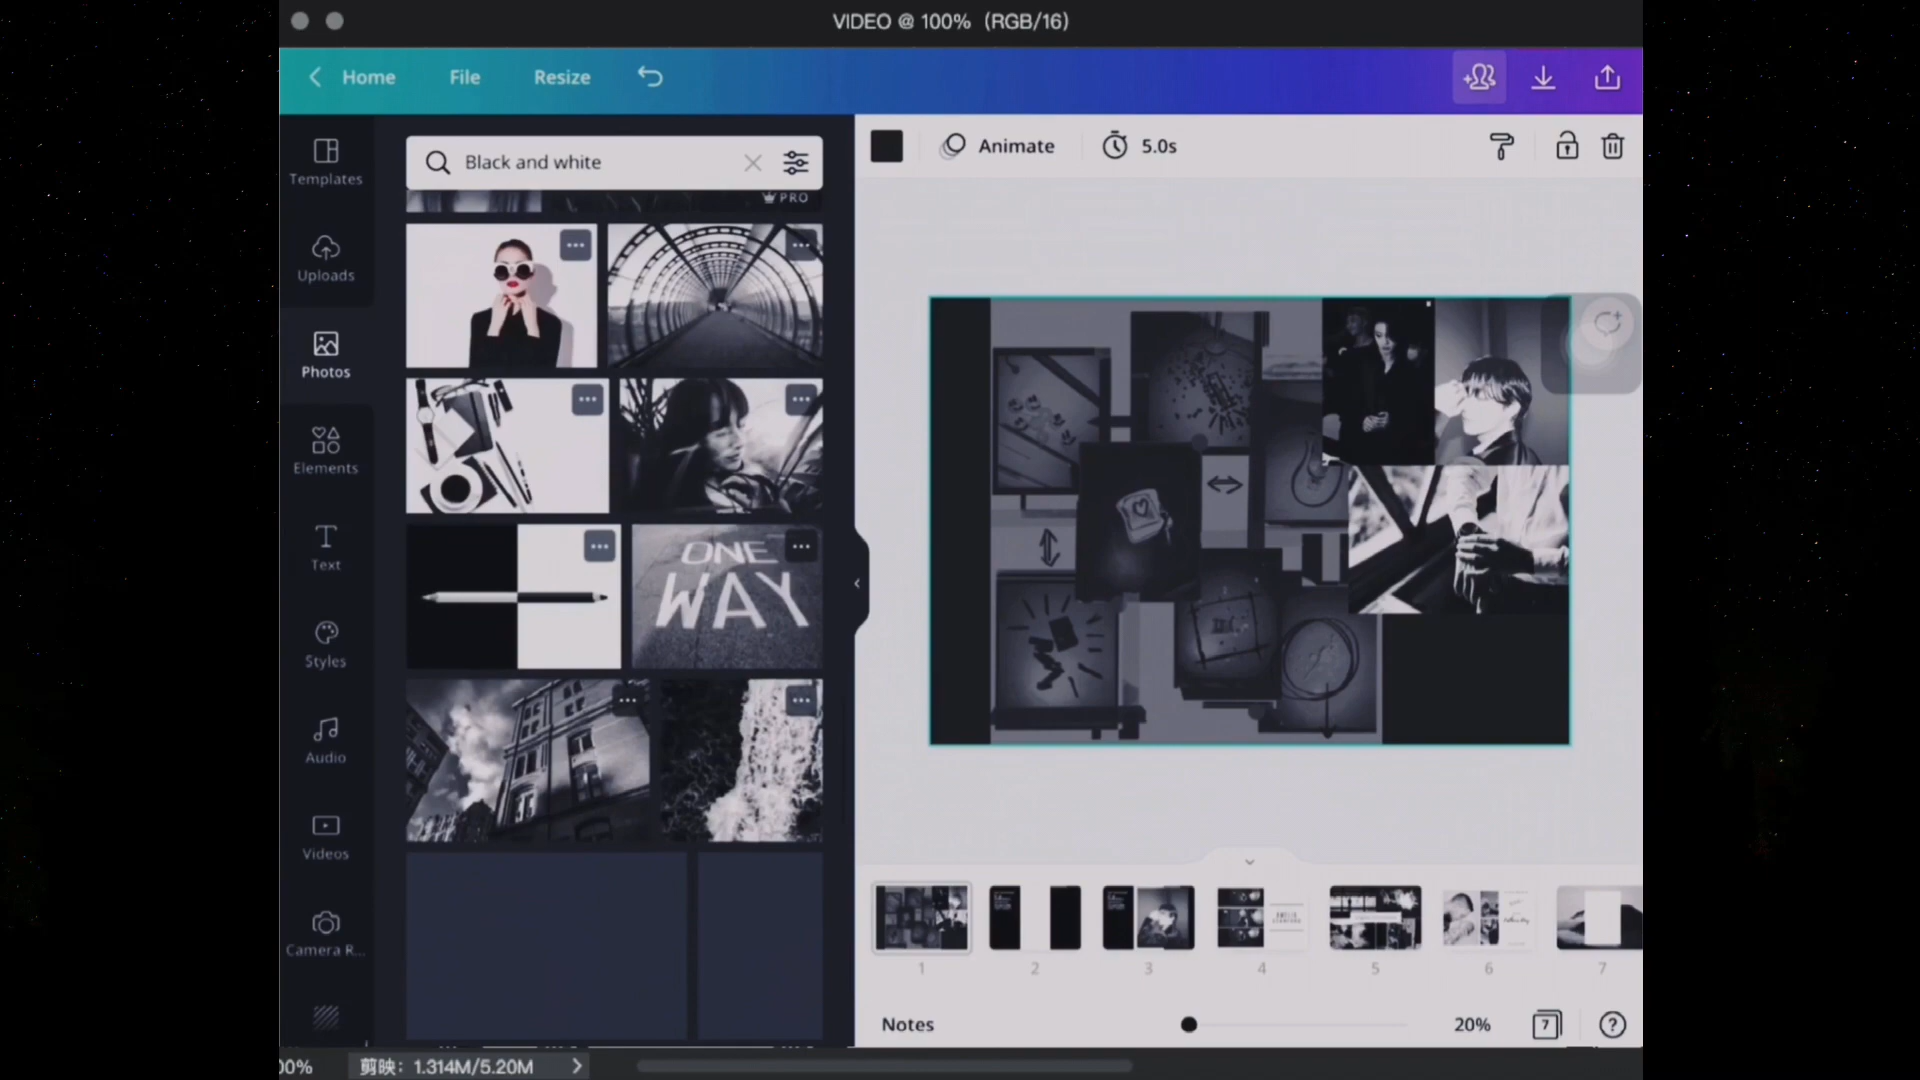 VIDEO @ 100% (RGB/16)
Home
File
Resize
Templates
Uploads
Photos
Elements
Text
Styles
Audio
Videos
Camera R...
Black and white
PRO
ONE
WAY
Animate
5.0s
1
2
3
4
5
6
7
Notes
20%
7
?
00%
剪映：1.314M/5.20M